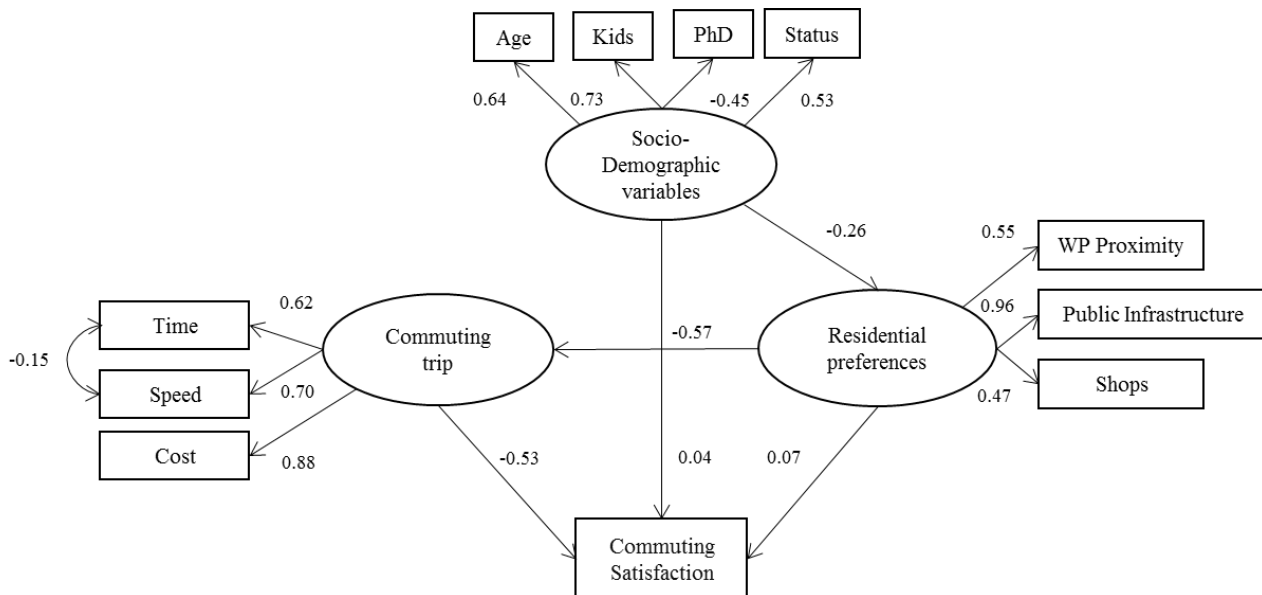 Age
Kids
PhD
Status
0.64
0.73
-0.45
0.53
Socio-
Demographic
variables
-0.26
0.55
WP Proximity
0.62
0.96
Time
Commuting
trip
-0.57
Residential
preferences
Public Infrastructure
-0.15
Speed
0.70
0.47
Shops
Cost
0.88
-0.53
0.04
0.07
Commuting
Satisfaction